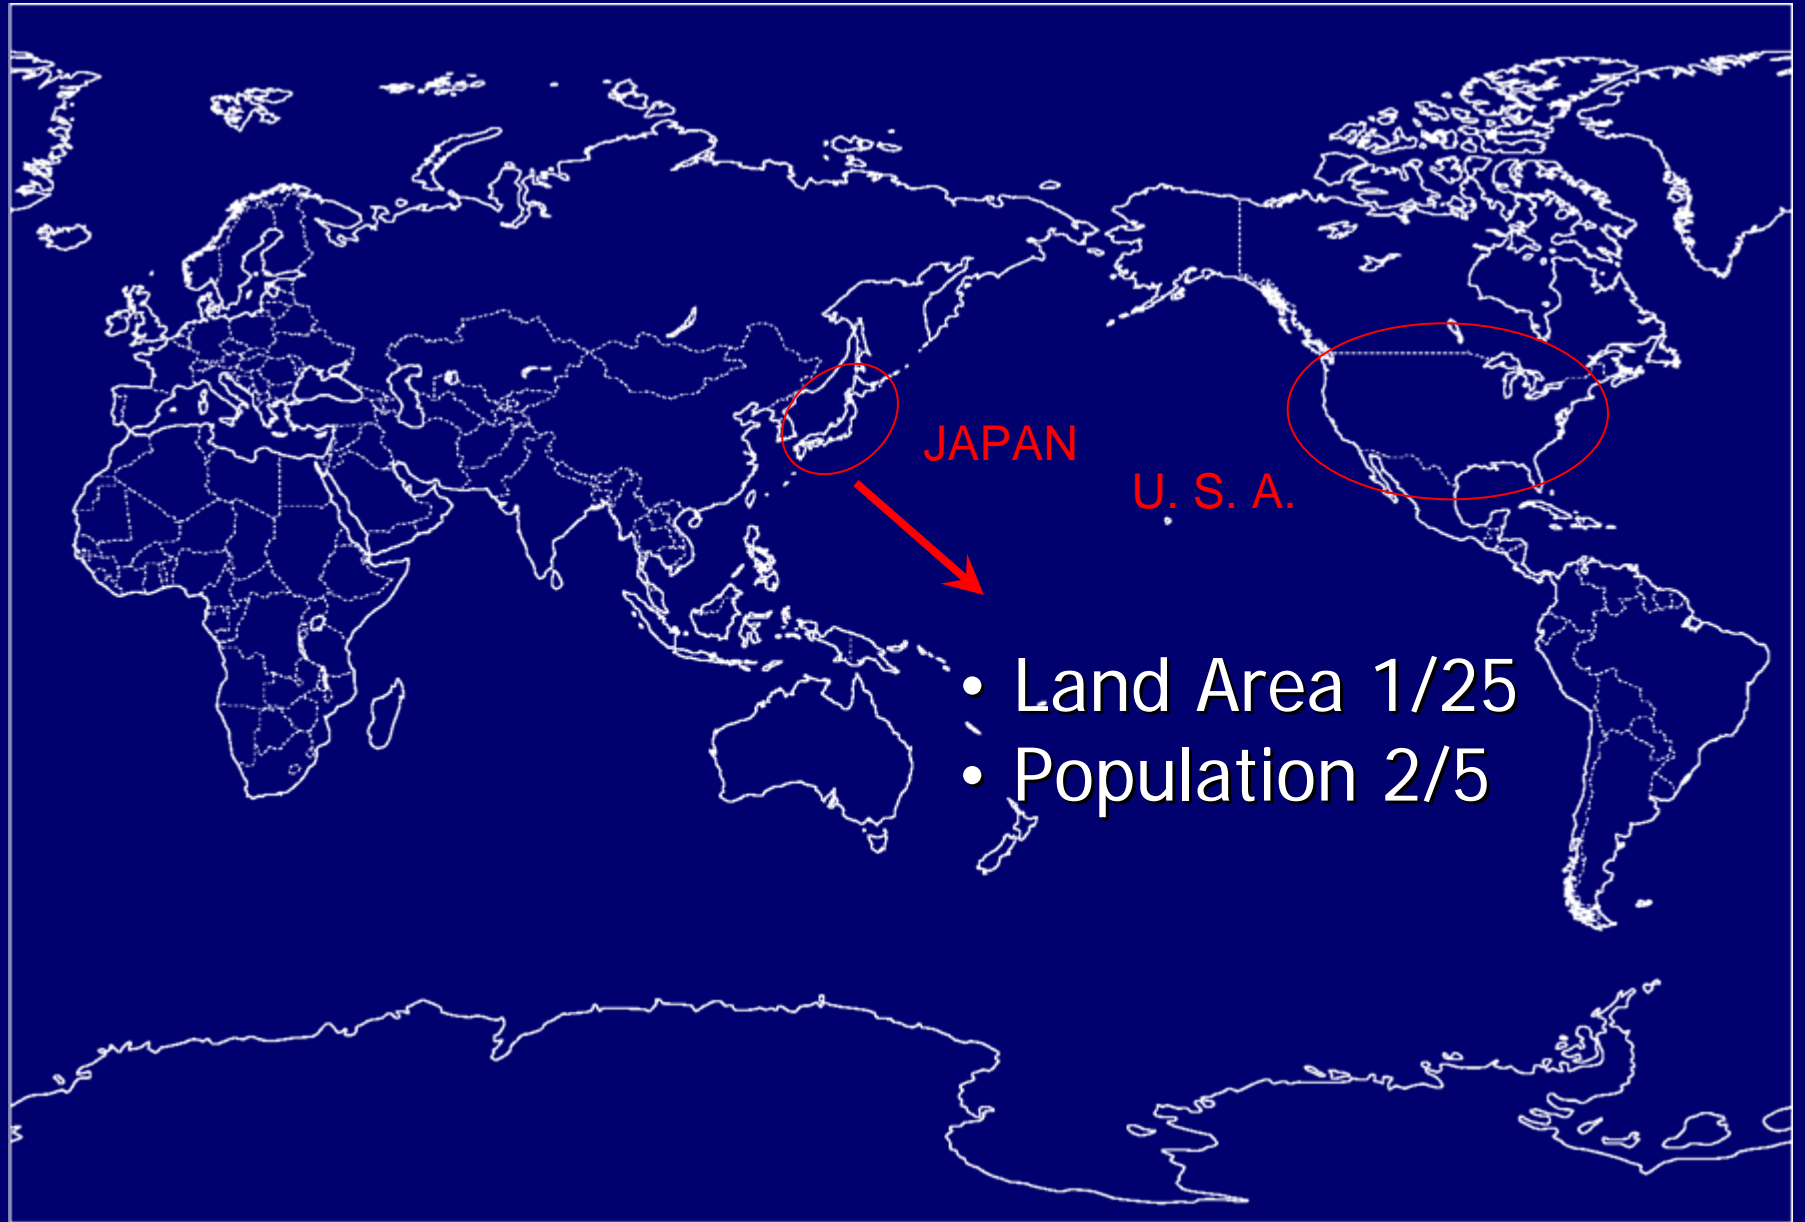 JAPAN
U. S. A.
• Land Area 1/25
• Population 2/5